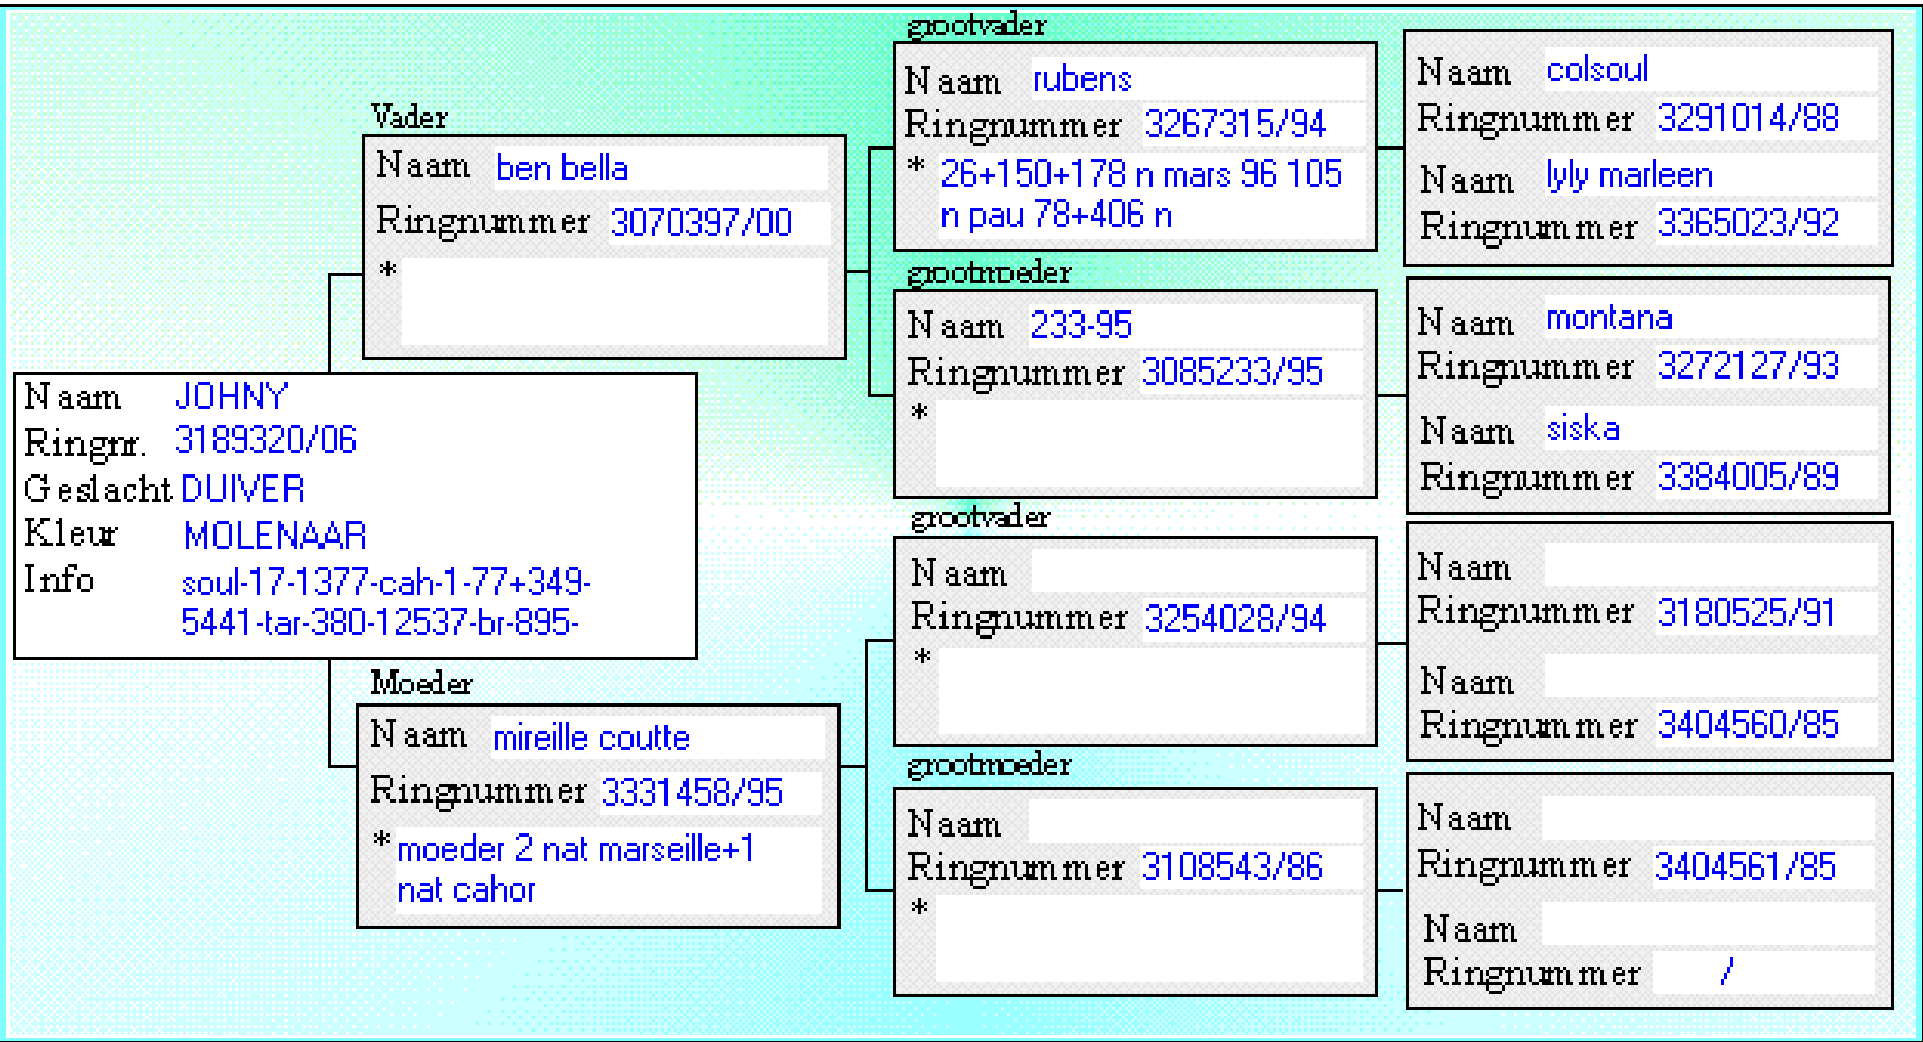 Naam JOHNY
Ringnr. 3189320/06
Geslacht DUIVER
Kleur MOLENAAR
Info soul-17-1377-cah-1-77+349-
5441-tar-380-12537-br-895-
Vader
Naam ben bella
Ringnummer 3070397/00
*
Moeder
Naam mireille coutte
Ringnummer 3331458/95
* moeder 2 nat marseille+1
nat cahor
grootvader
Naam rubens
Ringnummer 3267315/94
* 26+150+178 n mars 96 105
n pau 78+406 n
grootmoeder
Naam 233-95
Ringnummer 3085233/95
*
grootvader
Naam
Ringnummer 3254028/94
*
grootmoeder
Naam
Ringnummer 3108543/86
*
Naam colsoul
Ringnummer 3291014/88
Naam lyly marleen
Ringnummer 3365023/92
Naam montana
Ringnummer 3272127/93
Naam siska
Ringnummer 3384005/89
Naam
Ringnummer 3180525/91
Naam
Ringnummer 3404560/85
Naam
Ringnummer 3404561/85
Naam
Ringnummer /